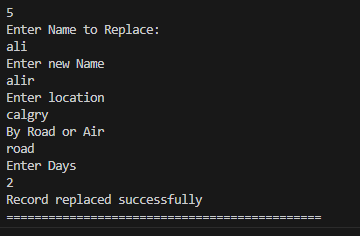 5
Enter Name to Replace:
ali
Enter new Name
alir
Enter location
calgry
By Road or Air
road
Enter Days
2
Record replaced successfully
=============================================